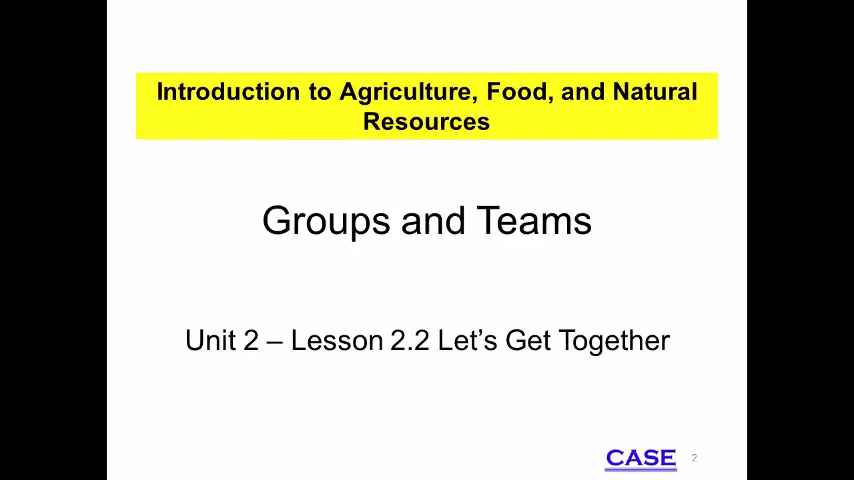 Introduction to Agriculture, Food, and Natural
Resources
Groups and Teams
Unit 2 – Lesson 2.2 Let’s Get Together
CASE 2